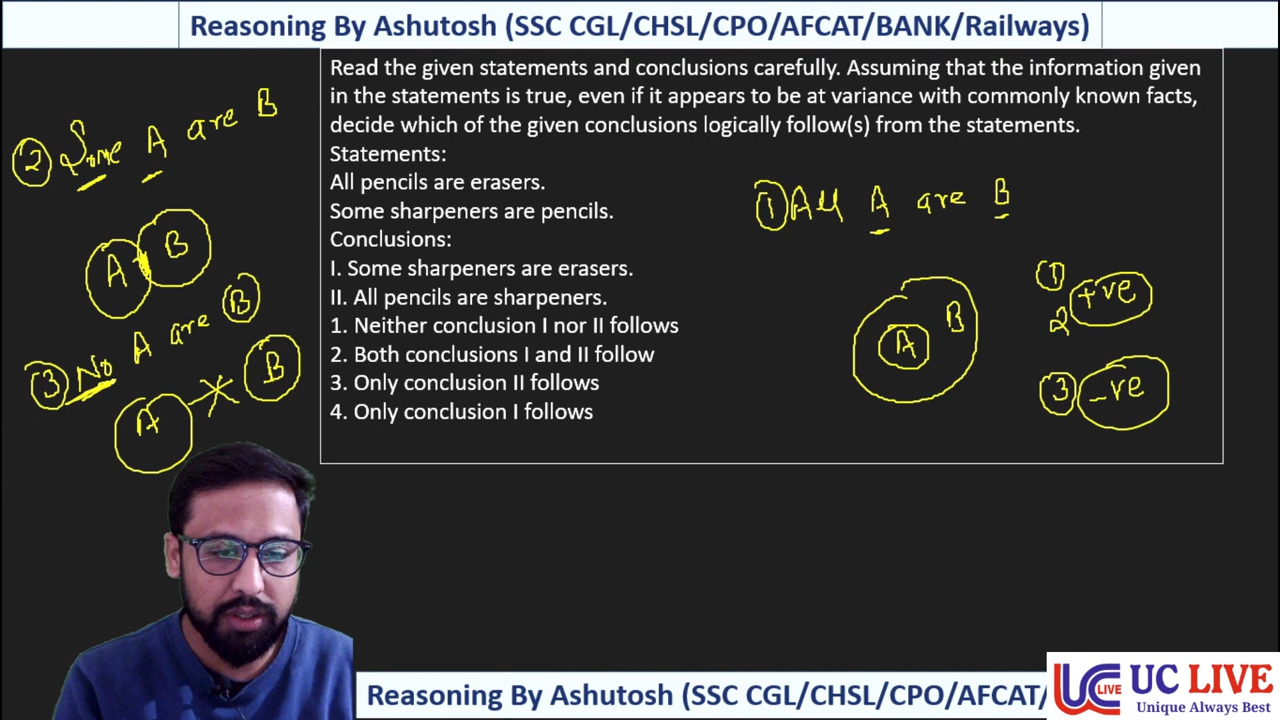 Reasoning By Ashutosh (SSC CGL/CHSL/CPO/AFCAT/BANK/Railways)
Read the given statements and conclusions carefully. Assuming that the information given
in the statements is true, even if it appears to be at variance with commonly known facts,
decide which of the given conclusions logically follow(s) from the statements.
Statements:
All pencils are erasers.
Some sharpeners are pencils.
Conclusions:
I. Some sharpeners are erasers.
II. All pencils are sharpeners.
1. Neither conclusion I nor II follows
2. Both conclusions I and II follow
3. Only conclusion II follows
4. Only conclusion I follows
2 Some A are B
A B
3 No A are B
A B
1 All A are B
A B
1
2 +ve
3 -ve
Reasoning By Ashutosh (SSC CGL/CHSL/CPO/AFCAT/
UC LIVE UC LIVE
Unique Always Best